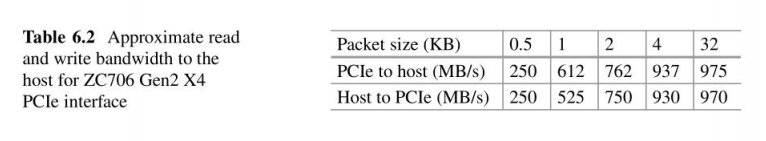 Table 6.2 Approximate read
and write bandwidth to the
host for ZC706 Gen2 X4
PCIe interface
Packet size (KB) 0.5 1 2 4 32
PCIe to host (MB/s) 250 612 762 937 975
Host to PCIe (MB/s) 250 525 750 930 970